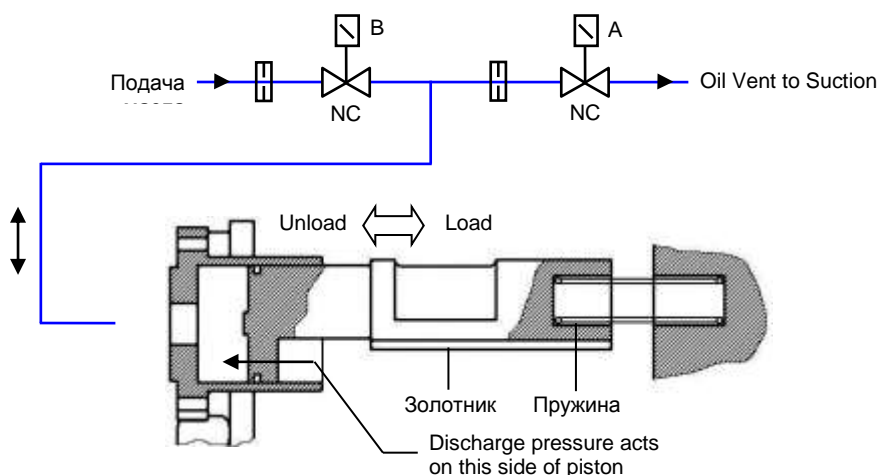 B
A
Подача
Oil Vent to Suction
NC
NC
Unload
Load
Золотник
Пружина
Discharge pressure acts
on this side of piston